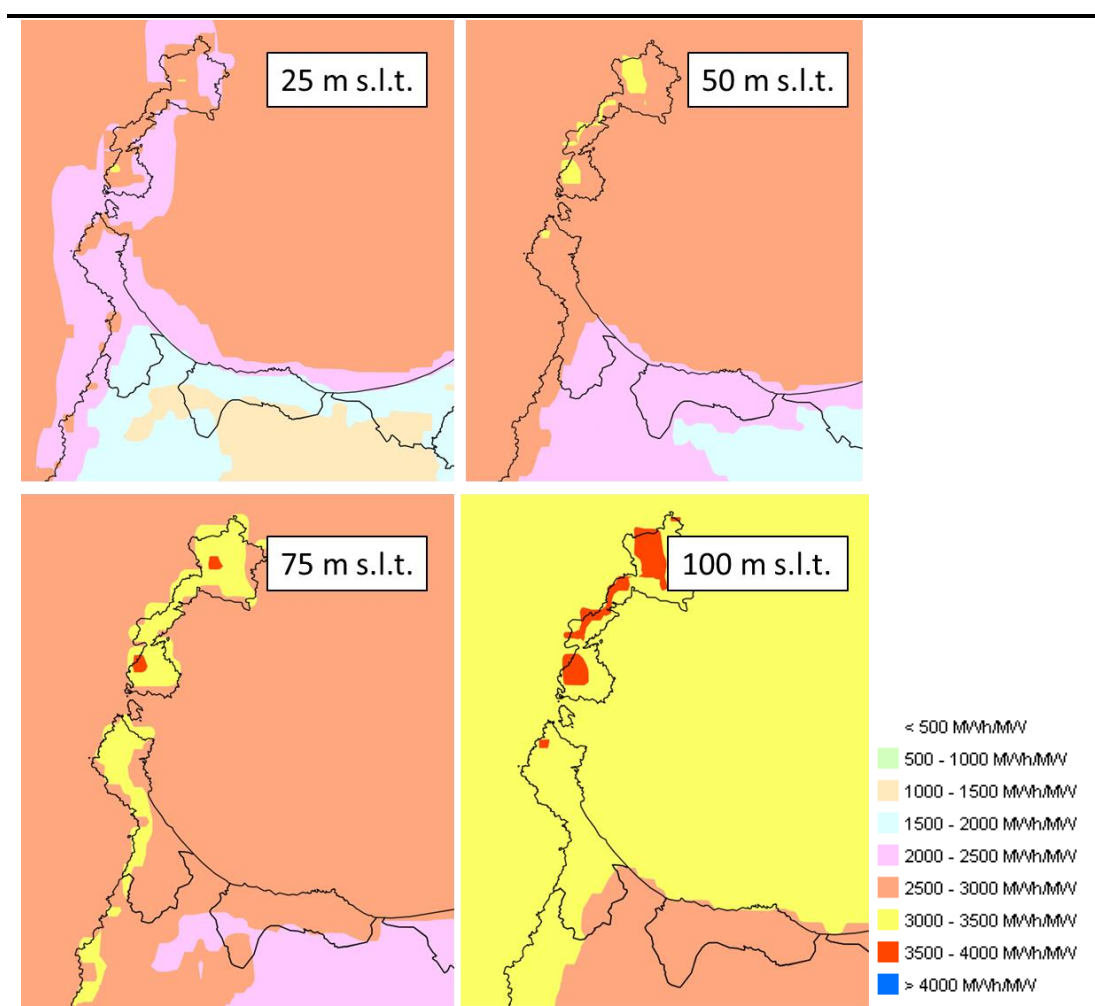 25 m s.l.t.
50 m s.l.t.
75 m s.l.t.
100 m s.l.t.
< 500 MWh/MW
500 - 1000 MWh/MW
1000 - 1500 MWh/MW
1500 - 2000 MWh/MW
2000 - 2500 MWh/MW
2500 - 3000 MWh/MW
3000 - 3500 MWh/MW
3500 - 4000 MWh/MW
> 4000 MWh/MW